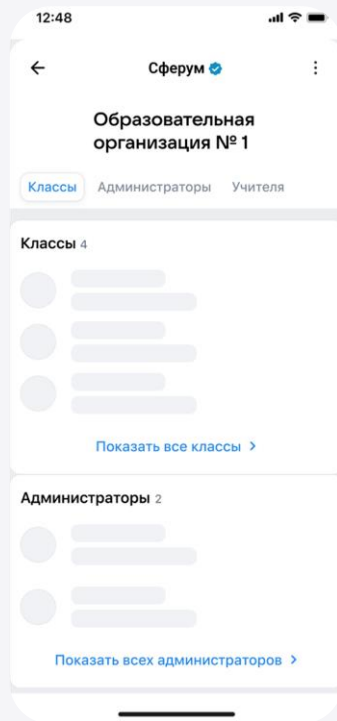 12:48
Сферум
Образовательная
организация № 1
Классы Администраторы Учителя
Классы 4
Показать все классы
Администраторы 2
Показать всех администраторов